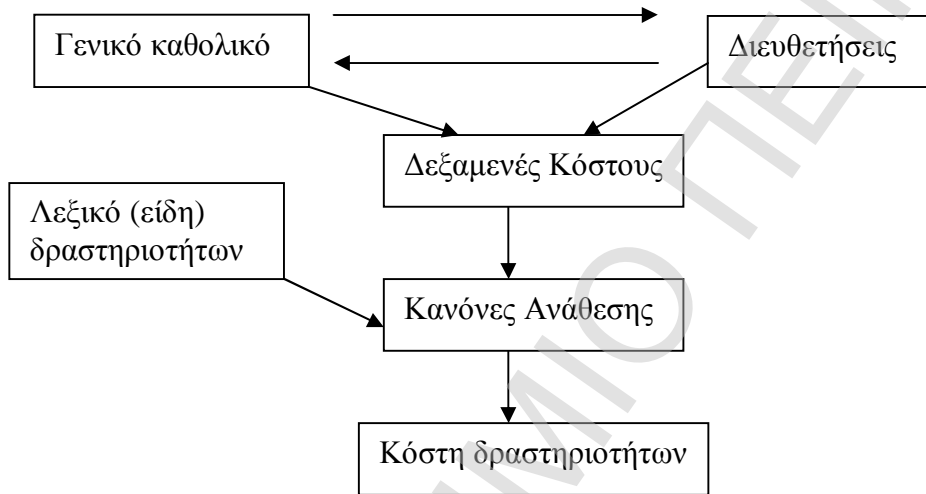 Γενικό καθολικό
Διευθετήσεις
Δεξαμενές Κόστους
Λεξικό (είδη)
δραστηριοτήτων
Κανόνες Ανάθεσης
Κόστη δραστηριοτήτων